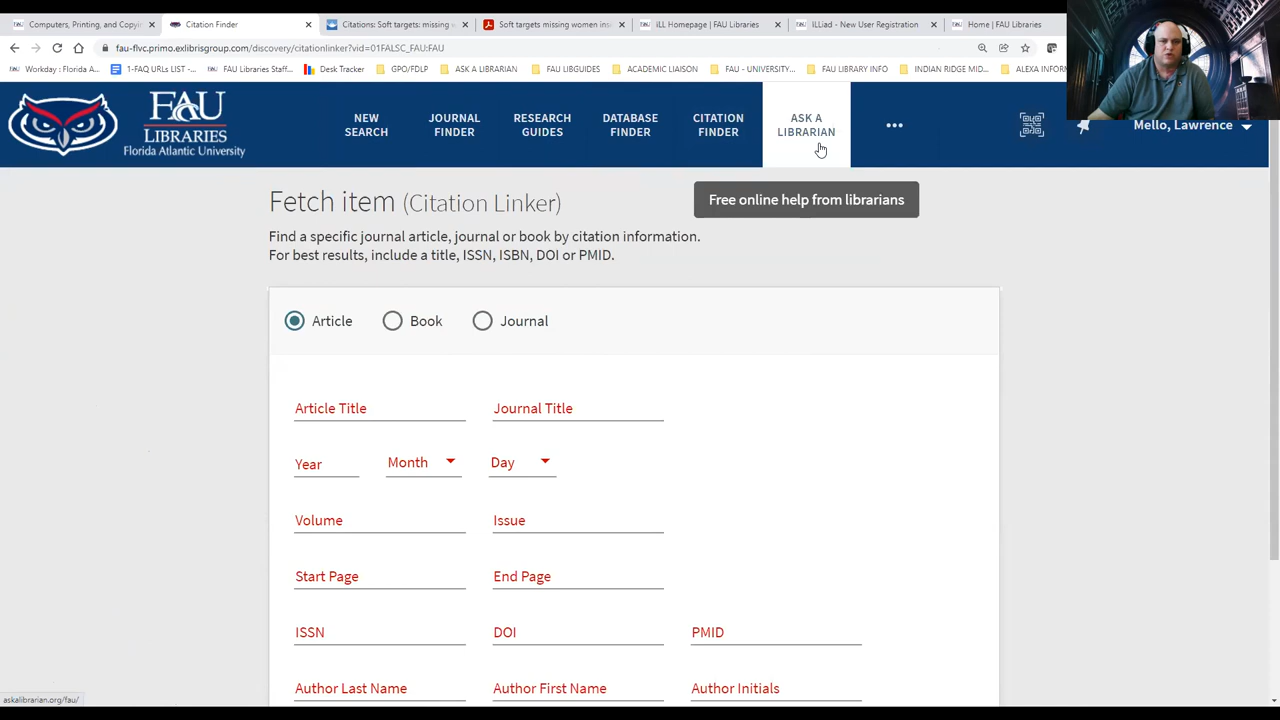 Computers, Printing, and Copyin
Citation Finder
Citations: Soft targets: missing w
Soft targets missing women ins
ILL Homepage | FAU Libraries
ILLiad - New User Registration
Home | FAU Libraries
fau-flvc.primo.exlibrisgroup.com/discovery/citationlinker?vid=01FALSC_FAU:FAU
Workday : Florida A...
1-FAQ URLs LIST -...
FAU Libraries Staff...
Desk Tracker
GPO/FDLP
ASK A LIBRARIAN
FAU LIBGUIDES
ACADEMIC LIAISON
FAU - UNIVERSITY...
FAU LIBRARY INFO
INDIAN RIDGE MID...
ALEXA INFOR
FAU
LIBRARIES
Florida Atlantic University
NEW
SEARCH
JOURNAL
FINDER
RESEARCH
GUIDES
DATABASE
FINDER
CITATION
FINDER
ASK A
LIBRARIAN
Mello, Lawrence
Free online help from librarians
Fetch item (Citation Linker)
Find a specific journal article, journal or book by citation information.
For best results, include a title, ISSN, ISBN, DOI or PMID.
Article Book Journal
Article Title Journal Title
Year Month Day
Volume Issue
Start Page End Page
ISSN DOI PMID
Author Last Name Author First Name Author Initials
askalibrarian.org/fau/